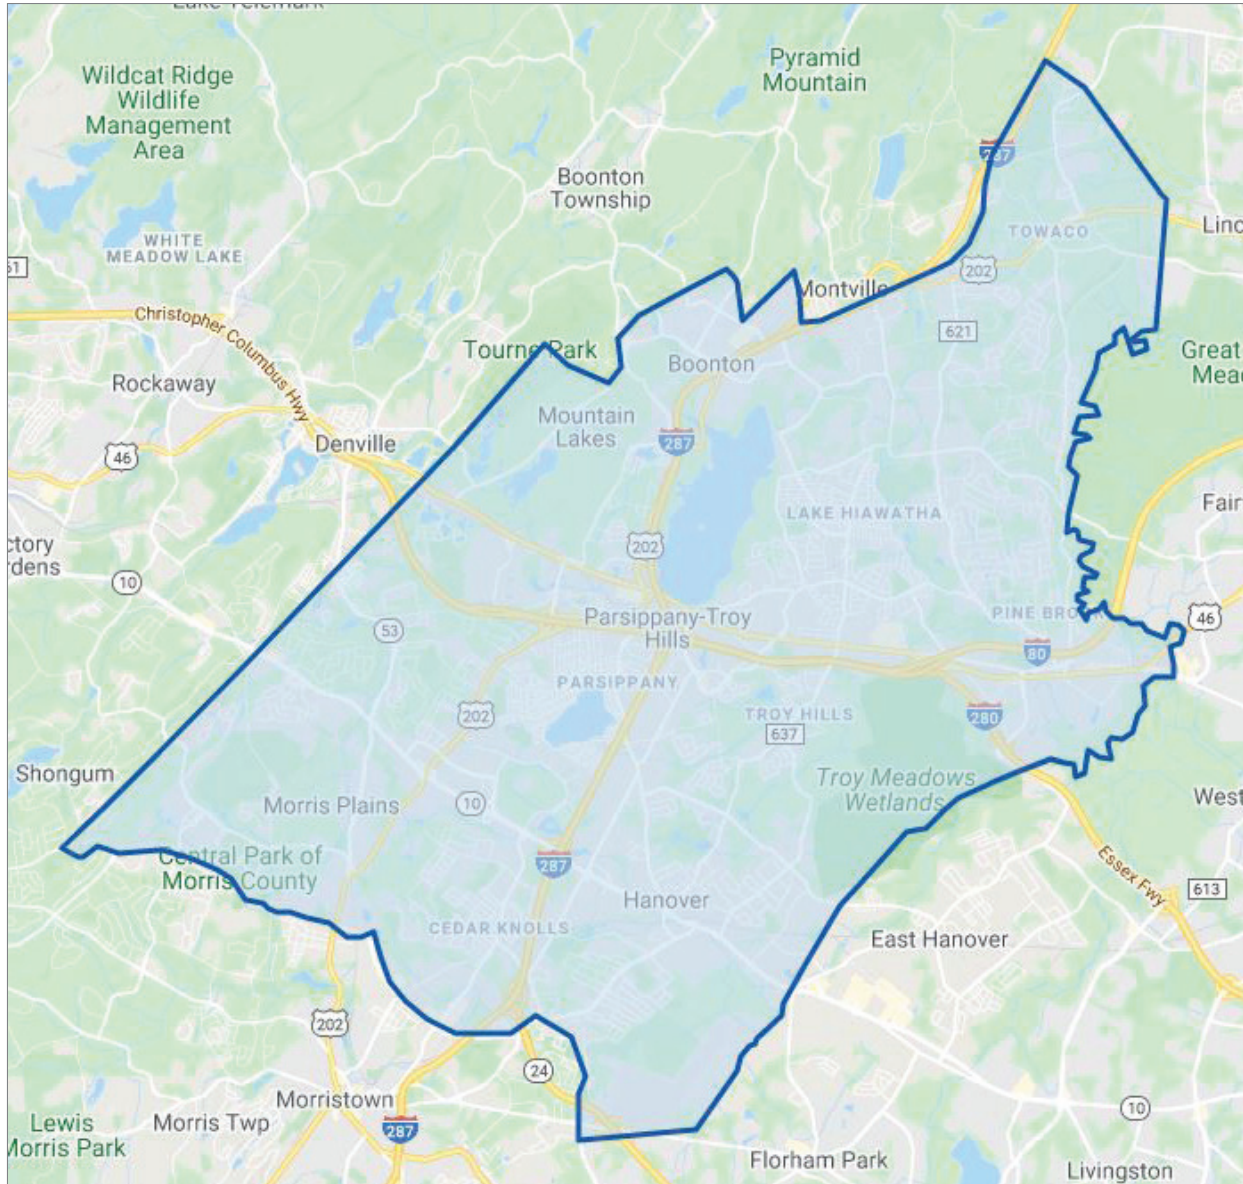 Wildcat Ridge
Wildlife
Management
Area
Pyramid
Mountain
287
Boonton
Township
WHITE
MEADOW LAKE
TOWACO
202
Montville
Christopher Columbus Hwy
621
Tourne Park
Boonton
Rockaway
Mountain
Lakes
287
Denville
46
LAKE HIAWATHA
202
10
53
Parsippany-Troy
Hills
PINE BROOK
46
80
PARSIPPANY
202
TROY HILLS
637
280
Shongum
Troy Meadows
Wetlands
Morris Plains
10
Central Park of
Morris County
287
Essex Fwy
613
Hanover
CEDAR KNOLLS
East Hanover
202
24
Morristown
Morris Twp
287
10
Lewis
Morris Park
Florham Park
Livingston